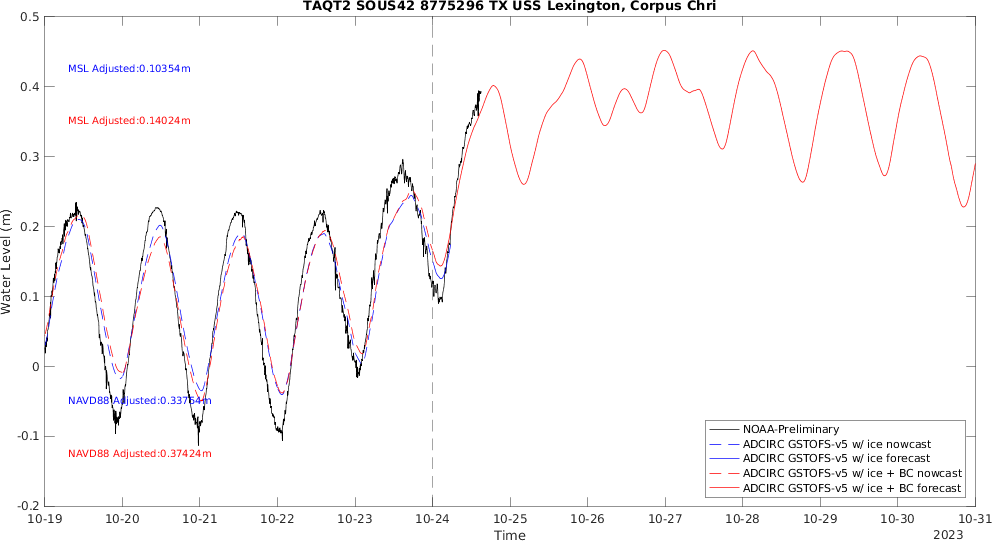 TAQT2 SOUS42 8775296 TX USS Lexington, Corpus Chri
0.5
0.4
0.3
0.2
0.1
0
-0.1
-0.2
Water Level (m)
MSL Adjusted:0.10354m
MSL Adjusted:0.14024m
NAVD88 Adjusted:0.33754m
NAVD88 Adjusted:0.37424m
NOAA-Preliminary
ADCIRC GSTOFS-v5 w/ ice nowcast
ADCIRC GSTOFS-v5 w/ ice forecast
ADCIRC GSTOFS-v5 w/ ice + BC nowcast
ADCIRC GSTOFS-v5 w/ ice + BC forecast
10-19 10-20 10-21 10-22 10-23 10-24 10-25 10-26 10-27 10-28 10-29 10-30 10-31
Time
2023